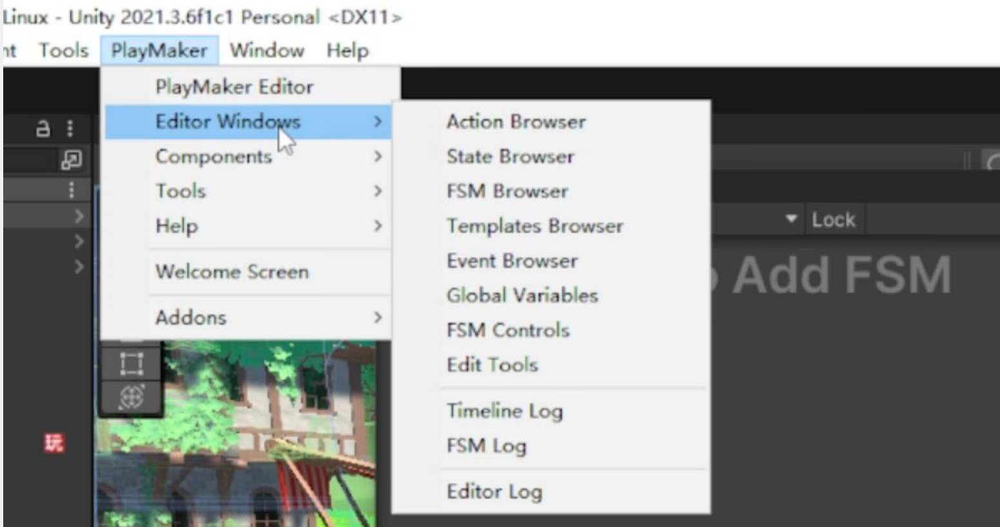 Linux - Unity 2021.3.6f1c1 Personal <DX11>
nt Tools PlayMaker Window Help
PlayMaker Editor
Editor Windows
Components
Tools
Help
Welcome Screen
Addons
Action Browser
State Browser
FSM Browser
Templates Browser
Event Browser
Global Variables
FSM Controls
Edit Tools
Timeline Log
FSM Log
Editor Log
Lock
Add FSM
玩